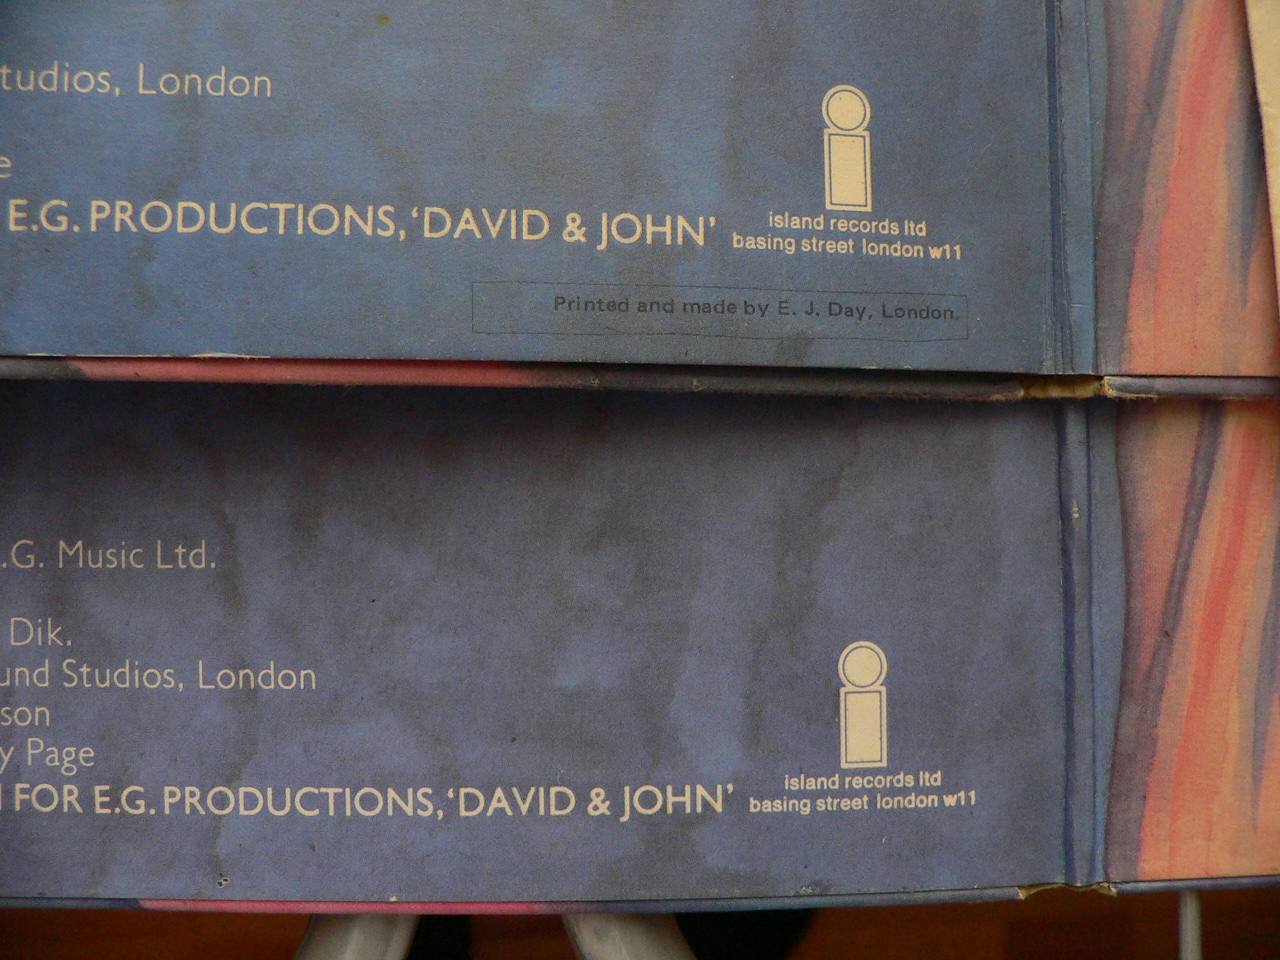 tudios, London
e
E.G. PRODUCTIONS, ‘DAVID & JOHN’
island records ltd
basing street london w11
Printed and made by E. J. Day, London.
.G. Music Ltd.
Dik.
und Studios, London
son
y Page
FOR E.G. PRODUCTIONS, ‘DAVID & JOHN’
island records ltd
basing street london w11